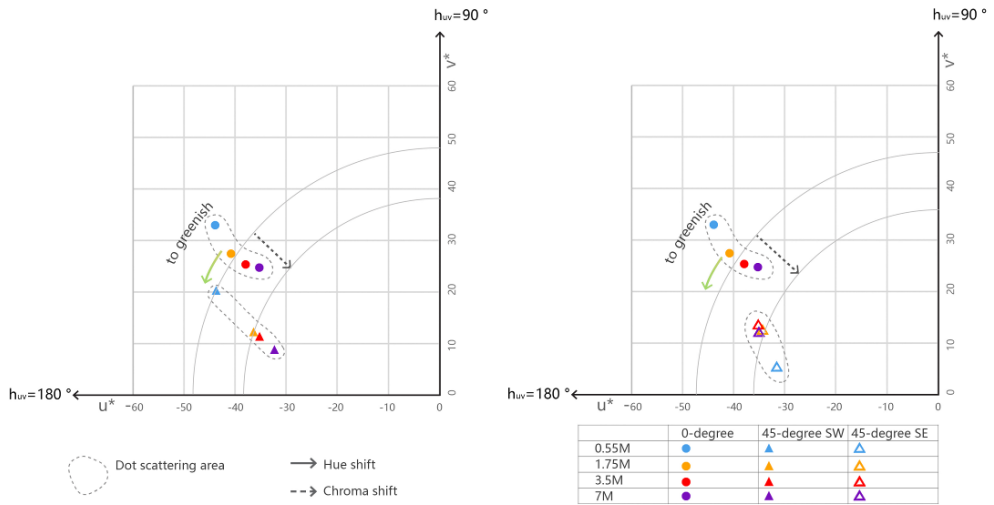 huv=90 °
huv=90 °
v*
v*
60
60
50
50
40
40
to greenish
to greenish
30
30
20
20
10
10
0
0
huv=180 °
u*
-60
-50
-40
-30
-20
-10
0
huv=180 °
u*
-60
-50
-40
-30
-20
-10
0
Dot scattering area
Hue shift
Chroma shift
0-degree 45-degree SW 45-degree SE
0.55M
1.75M
3.5M
7M